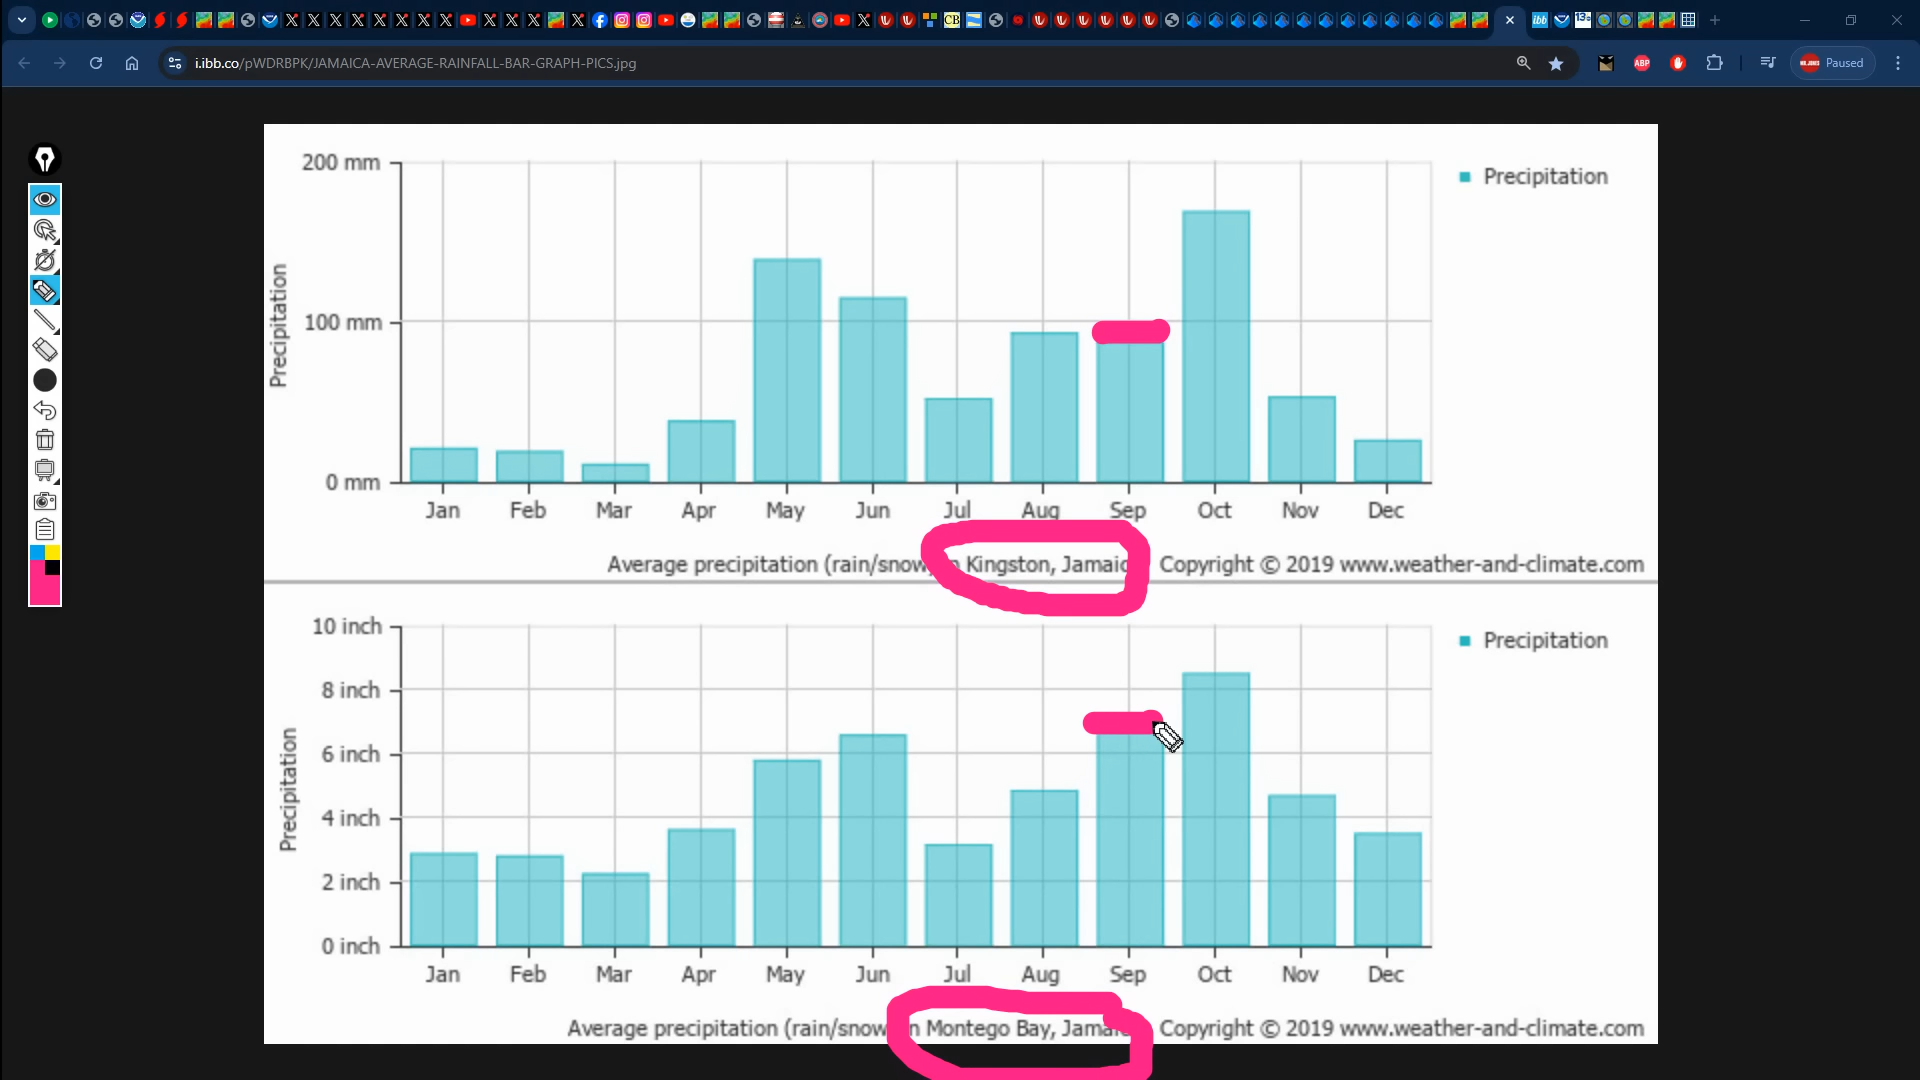 i.ibb.co/pWDRBPK/JAMAICA-AVERAGE-RAINFALL-BAR-GRAPH-PICS.jpg
ABP
Paused
200 mm
100 mm
0 mm
Precipitation
Precipitation
Jan Feb Mar Apr May Jun Jul Aug Sep Oct Nov Dec
Average precipitation (rain/snow) Kingston, Jamaic Copyright © 2019 www.weather-and-climate.com
10 inch
8 inch
6 inch
4 inch
2 inch
0 inch
Precipitation
Precipitation
Jan Feb Mar Apr May Jun Jul Aug Sep Oct Nov Dec
Average precipitation (rain/snow n Montego Bay, Jamai Copyright © 2019 www.weather-and-climate.com